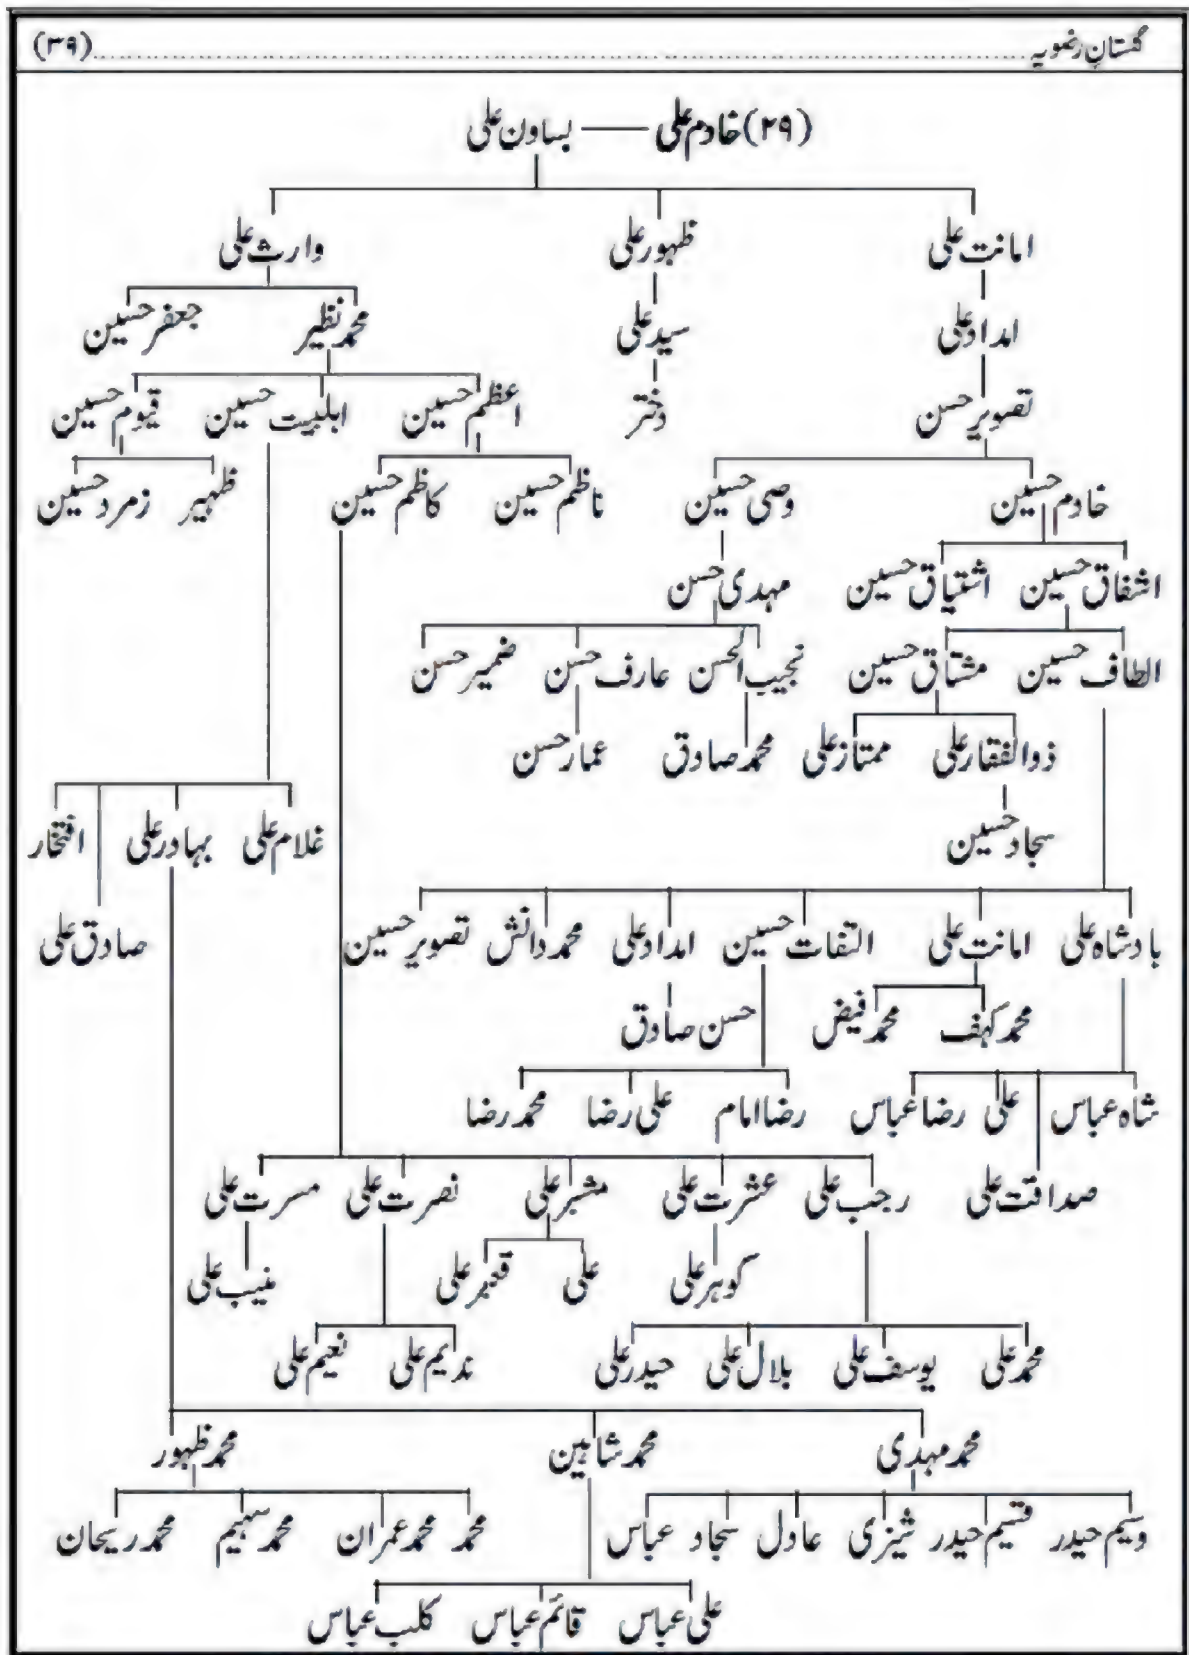 گلستانِ رضویہ (۳۹)
(۲۹) خادم علی بساون علی
امانت علی ظہور علی وارث علی
امداد علی سید علی محمد نظیر جعفر حسین
تصویر حسن دختر اعظم حسین اہلبیت حسین قیوم حسین
خادم حسین وصی حسین ناظم حسین کاظم حسین ظہیر زمرد حسین
اشفاق حسین اشتیاق حسین مہدی حسن
الطاف حسین مشتاق حسین نجیب الحسن عارف حسن ضمیر حسن
ذوالفقار علی ممتاز علی محمد صادق عمار حسن
سجاد حسین غلام علی بہادر علی افتخار
بادشاہ علی امانت علی التفات حسین امداد علی محمد دانش تصویر حسین صادق علی
محمد کہف محمد فیض حسن صادق
شاہ عباس علی رضا عباس رضا امام علی رضا محمد رضا
صداقت علی رجب علی عشرت علی مشبر علی نصرت علی مسرت علی
گوہر علی علی قنبر علی منیب علی
محمد علی یوسف علی بلال علی حیدر علی ندیم علی نعیم علی
محمد مہدی محمد شاہین محمد ظہور
وسیم حیدر قسیم حیدر شیزی عادل سجاد عباس محمد محمد عمران محمد سہیم محمد ریحان
علی عباس قائم عباس کلب عباس